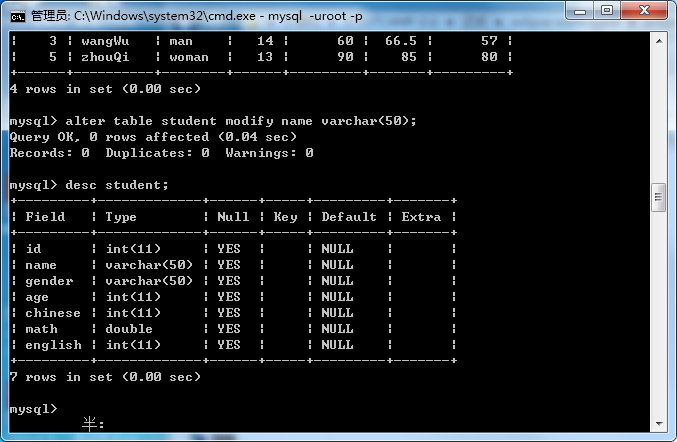 管理员: C:\Windows\system32\cmd.exe - mysql  -uroot -p
|    3 | wangWu  | man    |   14 |      60 | 66.5 |      57 |
|    5 | zhouQi  | woman  |   13 |      90 |   85 |      80 |
+------+---------+--------+------+---------+------+---------+
4 rows in set (0.00 sec)
mysql> alter table student modify name varchar(50);
Query OK, 0 rows affected (0.04 sec)
Records: 0  Duplicates: 0  Warnings: 0
mysql> desc student;
+---------+-------------+------+-----+---------+-------+
| Field   | Type        | Null | Key | Default | Extra |
+---------+-------------+------+-----+---------+-------+
| id      | int(11)     | YES  |     | NULL    |       |
| name    | varchar(50) | YES  |     | NULL    |       |
| gender  | varchar(50) | YES  |     | NULL    |       |
| age     | int(11)     | YES  |     | NULL    |       |
| chinese | int(11)     | YES  |     | NULL    |       |
| math    | double      | YES  |     | NULL    |       |
| english | int(11)     | YES  |     | NULL    |       |
+---------+-------------+------+-----+---------+-------+
7 rows in set (0.00 sec)
mysql>
半: